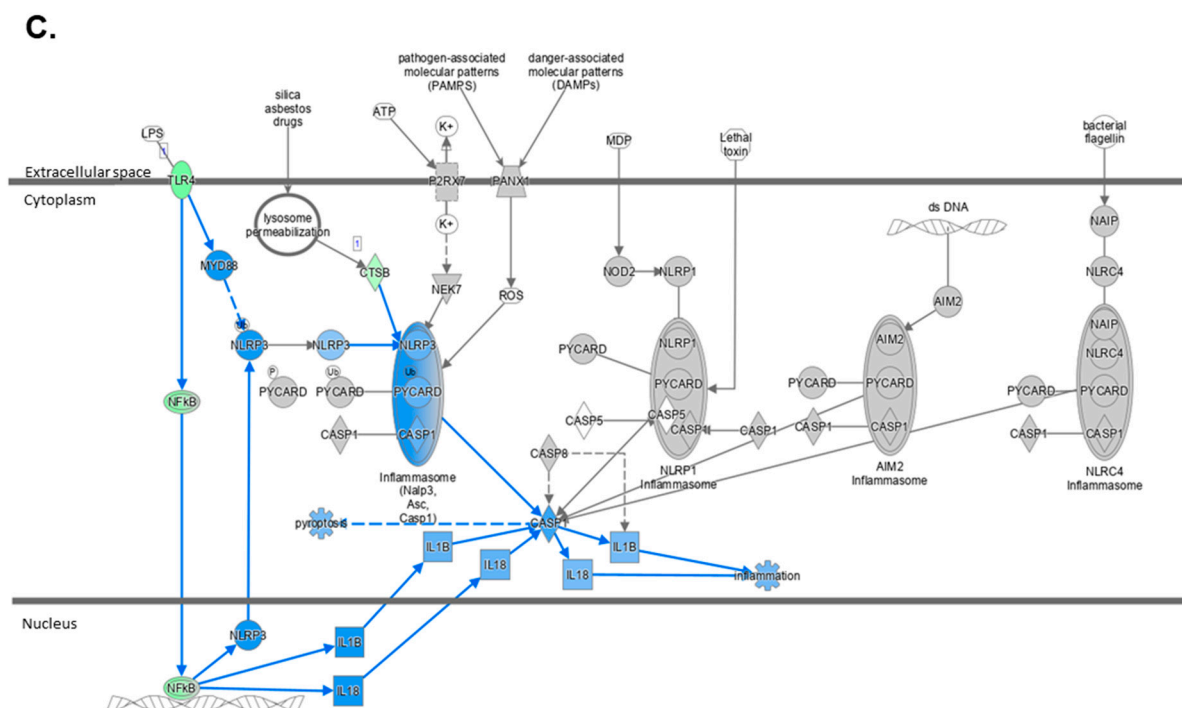 C.
pathogen-associated
molecular patterns
(PAMPS)
danger-associated
molecular patterns
(DAMPs)
silica
asbestos
drugs
ATP
K+
LPS
1
MDP
Lethal
toxin
bacterial
flagellin
Extracellular space
TLR4
P2RX7
PANX1
Cytoplasm
lysosome
permeabilization
K+
ds DNA
NAIP
1
MYD88
CTSB
NEK7
ROS
NOD2
NLRP1
NLRC4
AIM2
Ub
NLRP3
NLRP3
NLRP3
PYCARD
NLRP1
AIM2
NAIP
NLRC4
P
PYCARD
Ub
PYCARD
Ub
PYCARD
PYCARD
PYCARD
PYCARD
PYCARD
PYCARD
NFkB
CASP1
CASP1
CASP5
CASP5
CASP1
CASP1
CASP1
CASP1
CASP1
CASP1
CASP8
Inflammasome
(Nalp3,
Asc,
Casp1)
NLRP1
Inflammasome
AIM2
Inflammasome
NLRC4
Inflammasome
pyroptosis
CASP1
IL1B
IL1B
IL18
IL18
inflammation
Nucleus
NLRP3
IL1B
NFkB
IL18